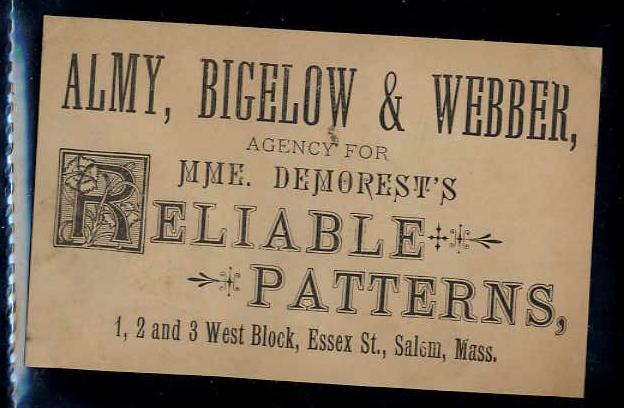 ALMY, BIGELOW & WEBBER,
AGENCY FOR
MME. DEMOREST'S
RELIABLE
PATTERNS,
1, 2 and 3 West Block, Essex St., Salem, Mass.